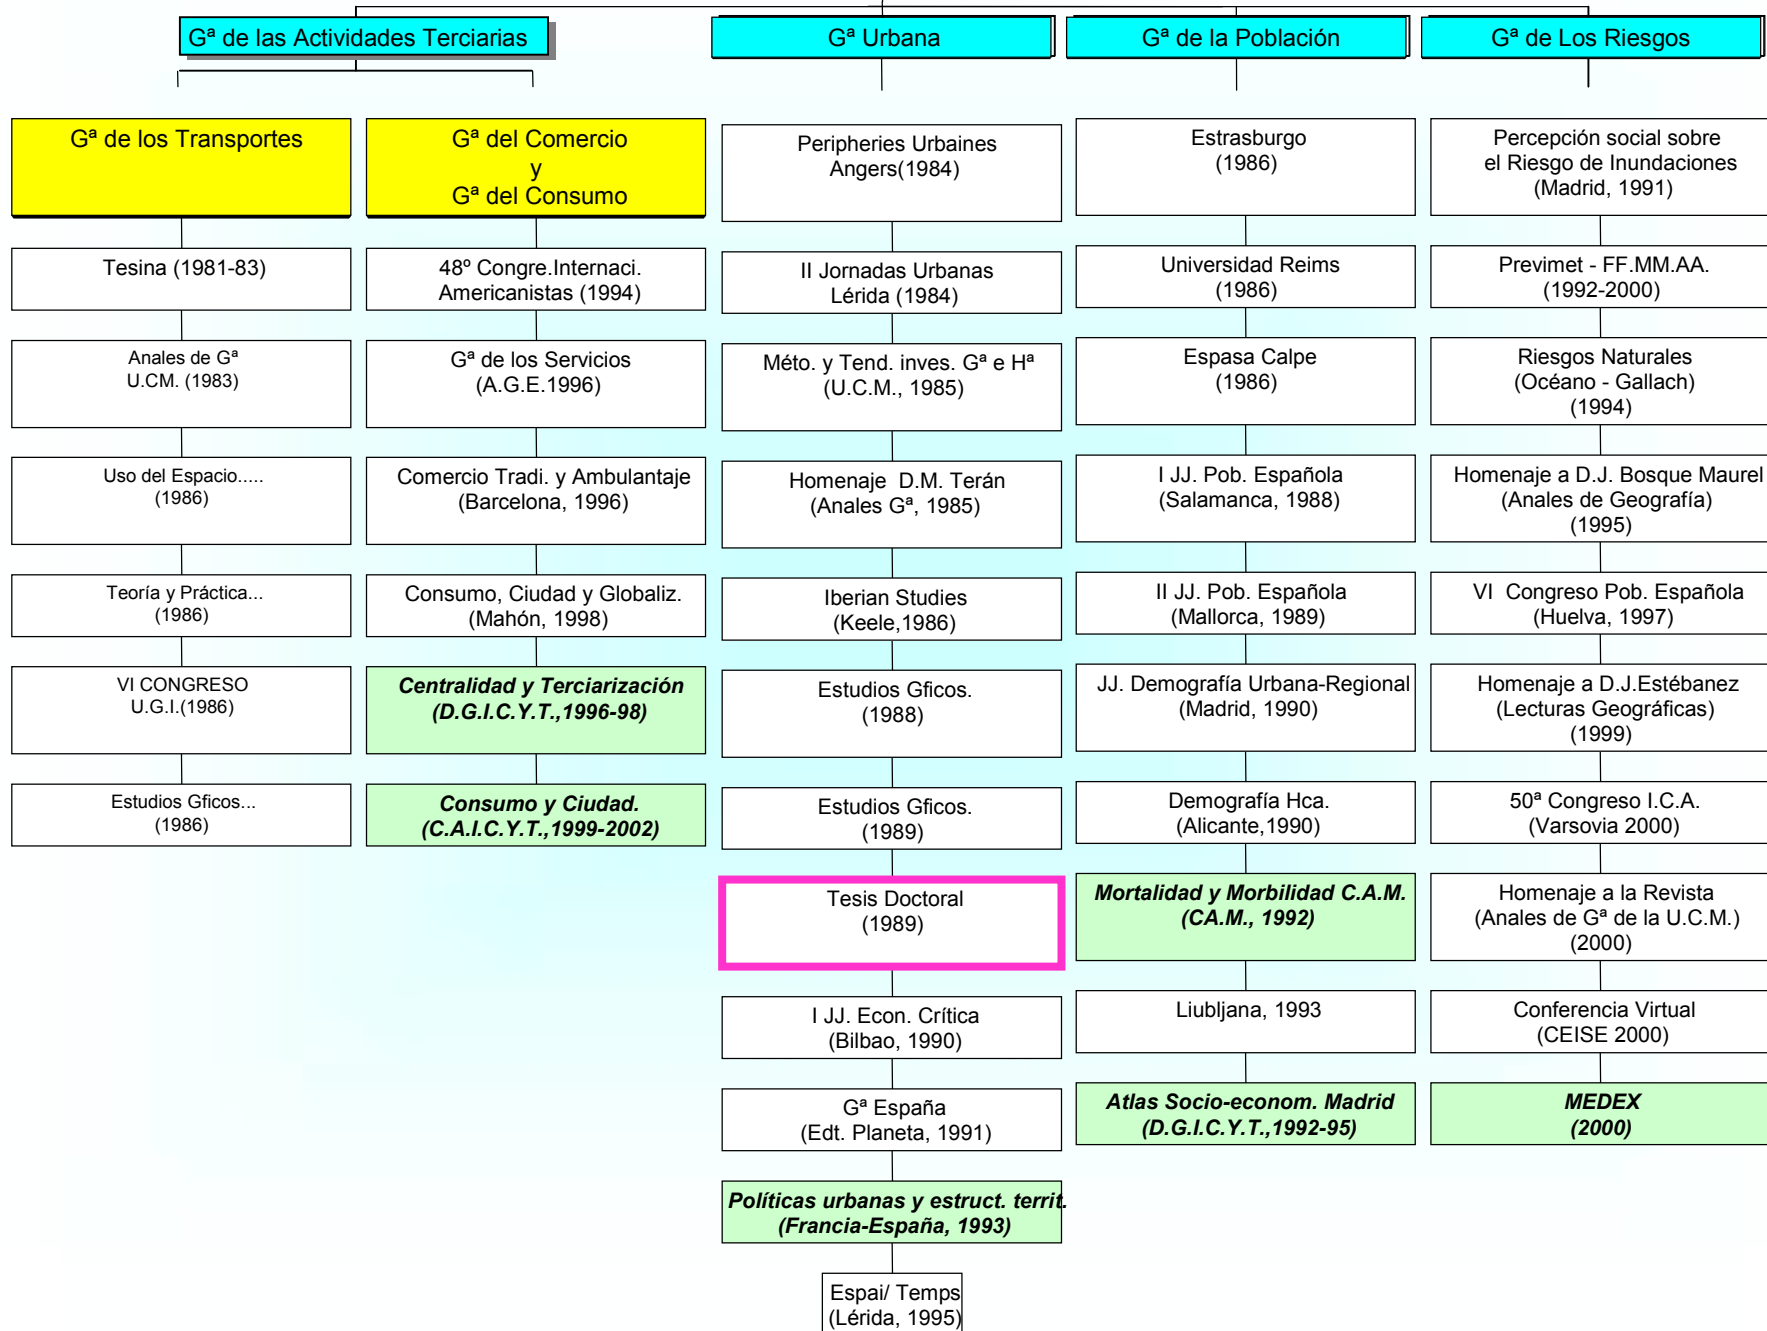 Gª de las Actividades Terciarias
Gª Urbana
Gª de la Población
Gª de Los Riesgos
Gª de los Transportes
Tesina (1981-83)
Anales de Gª
U.CM. (1983)
Uso del Espacio.....
(1986)
Teoría y Práctica...
(1986)
VI CONGRESO
U.G.I.(1986)
Estudios Gficos...
(1986)
Gª del Comercio
y
Gª del Consumo
48º Congre.Internaci.
Americanistas (1994)
Gª de los Servicios
(A.G.E.1996)
Comercio Tradi. y Ambulantaje
(Barcelona, 1996)
Consumo, Ciudad y Globaliz.
(Mahón, 1998)
Centralidad y Terciarización
(D.G.I.C.Y.T.,1996-98)
Consumo y Ciudad.
(C.A.I.C.Y.T.,1999-2002)
Peripheries Urbaines
Angers(1984)
II Jornadas Urbanas
Lérida (1984)
Méto. y Tend. inves. Gª e Hª
(U.C.M., 1985)
Homenaje D.M. Terán
(Anales Gª, 1985)
Iberian Studies
(Keele,1986)
Estudios Gficos.
(1988)
Estudios Gficos.
(1989)
Tesis Doctoral
(1989)
I JJ. Econ. Crítica
(Bilbao, 1990)
Gª España
(Edt. Planeta, 1991)
Políticas urbanas y estruct. territ.
(Francia-España, 1993)
Espai/ Temps
(Lérida, 1995)
Estrasburgo
(1986)
Universidad Reims
(1986)
Espasa Calpe
(1986)
I JJ. Pob. Española
(Salamanca, 1988)
II JJ. Pob. Española
(Mallorca, 1989)
JJ. Demografía Urbana-Regional
(Madrid, 1990)
Demografía Hca.
(Alicante,1990)
Mortalidad y Morbilidad C.A.M.
(CA.M., 1992)
Liubljana, 1993
Atlas Socio-econom. Madrid
(D.G.I.C.Y.T.,1992-95)
Percepción social sobre
el Riesgo de Inundaciones
(Madrid, 1991)
Previmet - FF.MM.AA.
(1992-2000)
Riesgos Naturales
(Océano - Gallach)
(1994)
Homenaje a D.J. Bosque Maurel
(Anales de Geografía)
(1995)
VI Congreso Pob. Española
(Huelva, 1997)
Homenaje a D.J.Estébanez
(Lecturas Geográficas)
(1999)
50ª Congreso I.C.A.
(Varsovia 2000)
Homenaje a la Revista
(Anales de Gª de la U.C.M.)
(2000)
Conferencia Virtual
(CEISE 2000)
MEDEX
(2000)